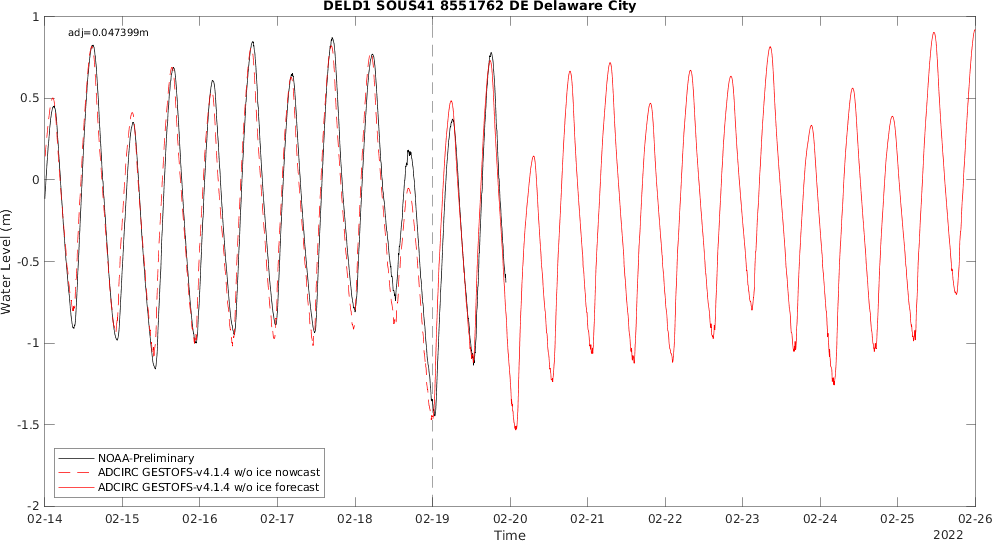 DELD1 SOUS41 8551762 DE Delaware City
adj=0.047399m
1
0.5
0
-0.5
-1
-1.5
-2
Water Level (m)
NOAA-Preliminary
ADCIRC GESTOFS-v4.1.4 w/o ice nowcast
ADCIRC GESTOFS-v4.1.4 w/o ice forecast
02-14 02-15 02-16 02-17 02-18 02-19 02-20 02-21 02-22 02-23 02-24 02-25 02-26
Time
2022